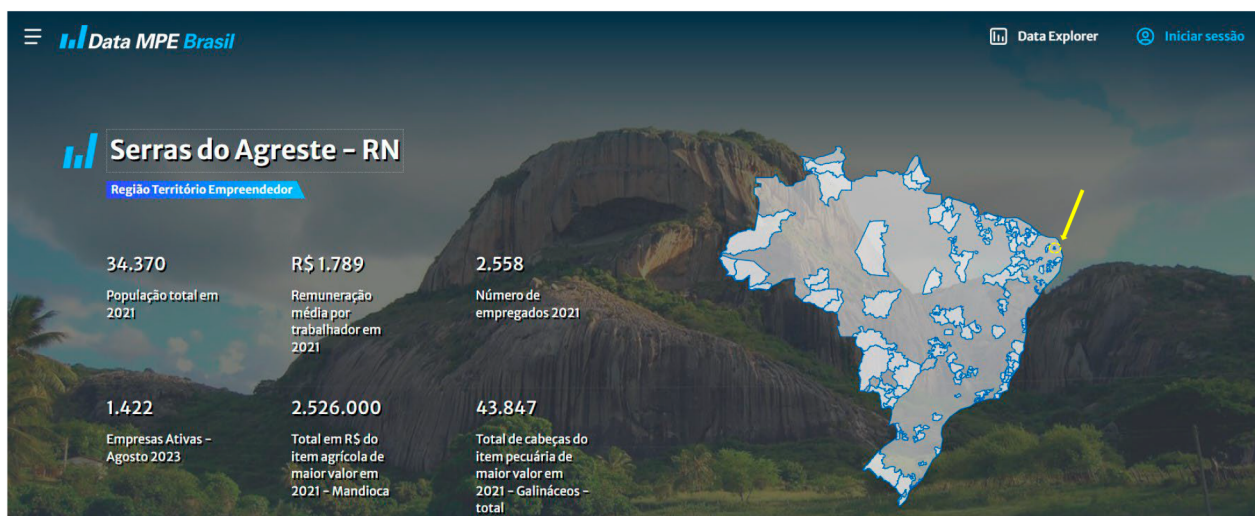 Data MPE Brasil
Data Explorer
Iniciar sessão
Serras do Agreste - RN
Região Território Empreendedor
34.370
População total em
2021
R$ 1.789
Remuneração
média por
trabalhador em
2021
2.558
Número de
empregados 2021
1.422
Empresas Ativas -
Agosto 2023
2.526.000
Total em R$ do
item agrícola de
maior valor em
2021 - Mandioca
43.847
Total de cabeças do
item pecuária de
maior valor em
2021 - Galináceos -
total